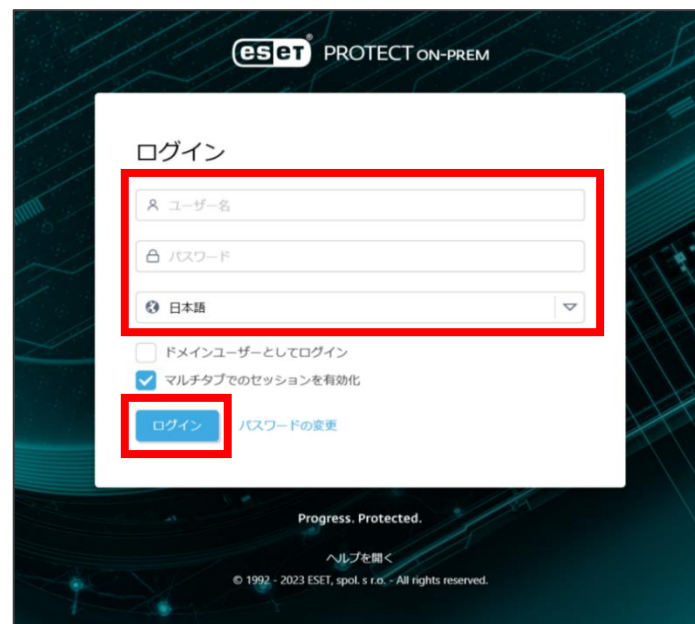 eseT® PROTECT ON-PREM
ログイン
ユーザー名
パスワード
日本語
ドメインユーザーとしてログイン
マルチタブでのセッションを有効化
ログイン パスワードの変更
Progress. Protected.
ヘルプを開く
© 1992 - 2023 ESET, spol. s r.o. - All rights reserved.